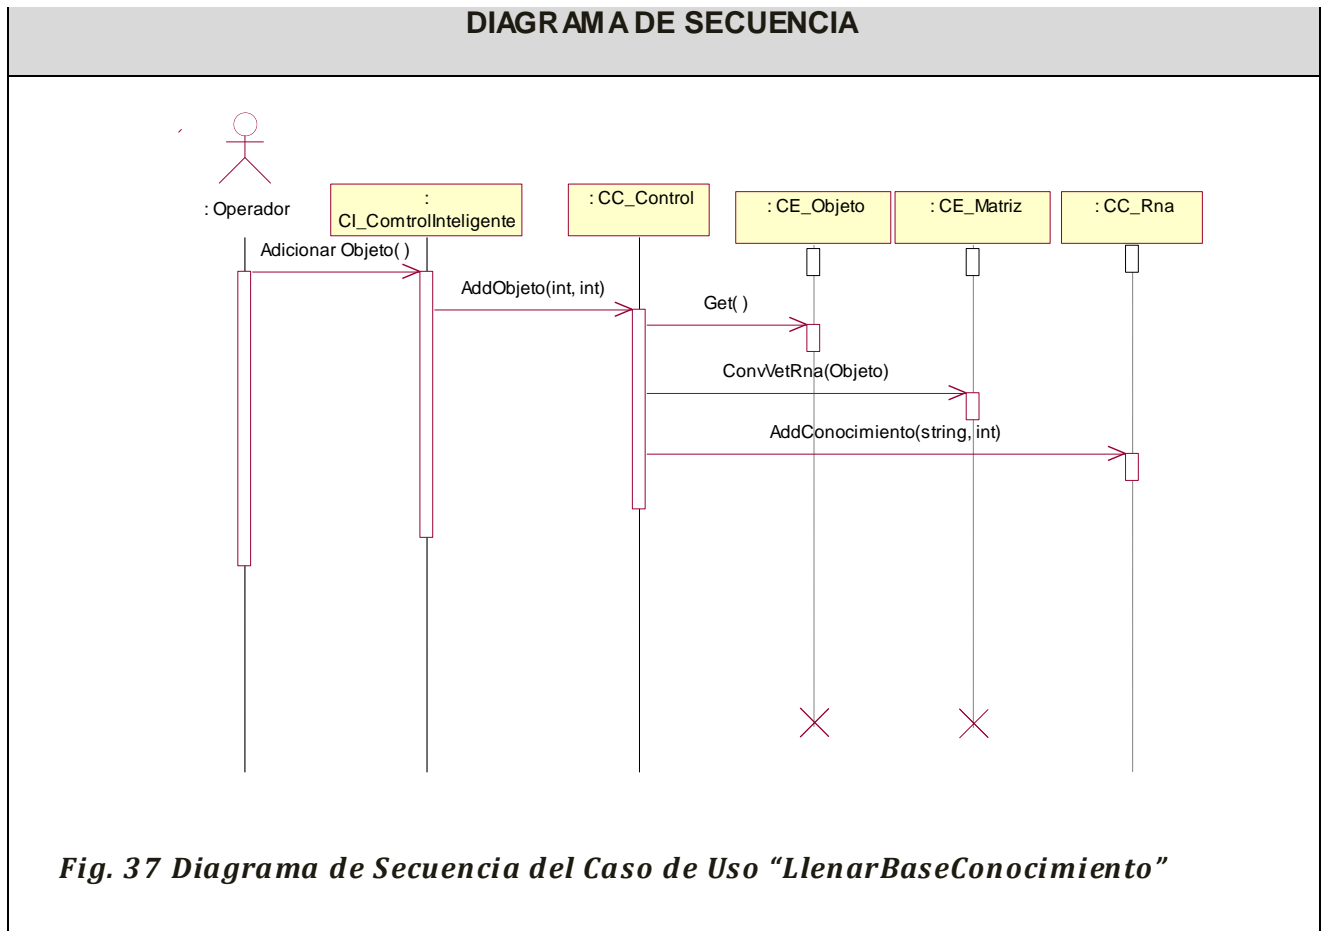 DIAGRAMA DE SECUENCIA
: Operador
:
CI_ComtrolInteligente
: CC_Control
: CE_Objeto
: CE_Matriz
: CC_Rna
Adicionar Objeto( )
AddObjeto(int, int)
Get( )
ConvVetRna(Objeto)
AddConocimiento(string, int)
Fig. 37 Diagrama de Secuencia del Caso de Uso “LlenarBaseConocimiento”